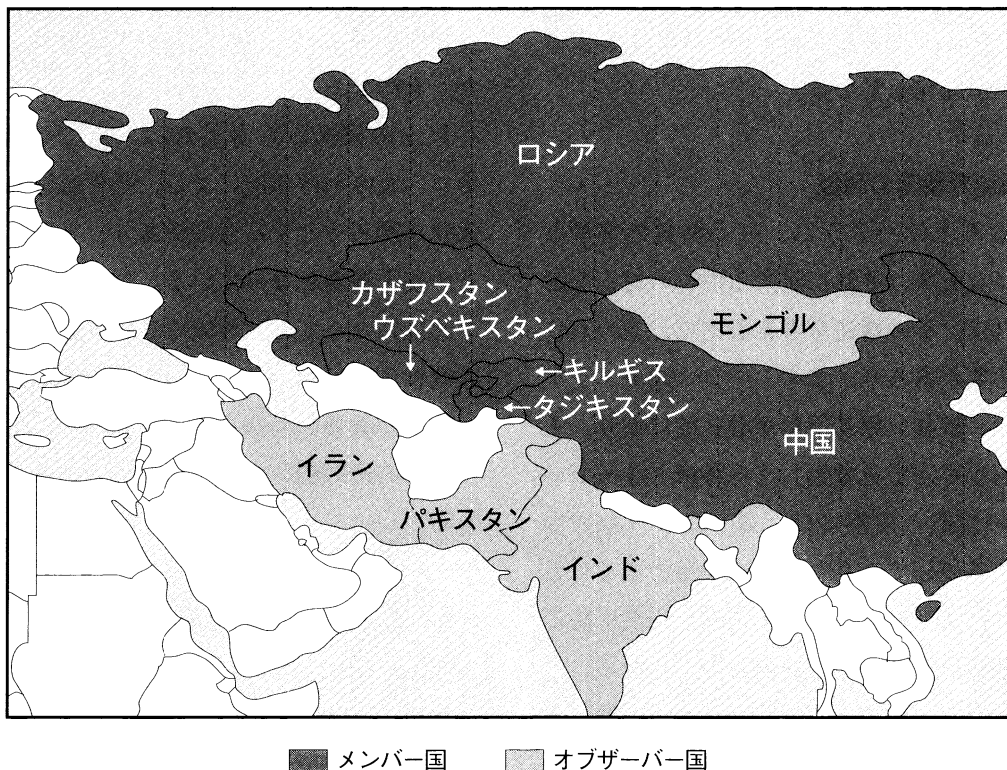 ロシア
カザフスタン
ウズベキスタン
↓
モンゴル
←キルギス
←タジキスタン
中国
イラン
パキスタン
インド
メンバー国 オブザーバー国